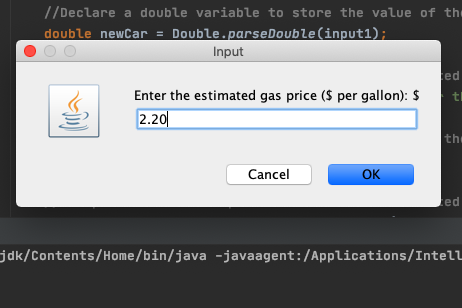 //Declare a double variable to store the value of the
double newCar = Double.parseDouble(input1);
Input
Enter the estimated gas price ($ per gallon): $
2.20
Cancel
OK
jdk/Contents/Home/bin/java -javaagent:/Applications/Intell